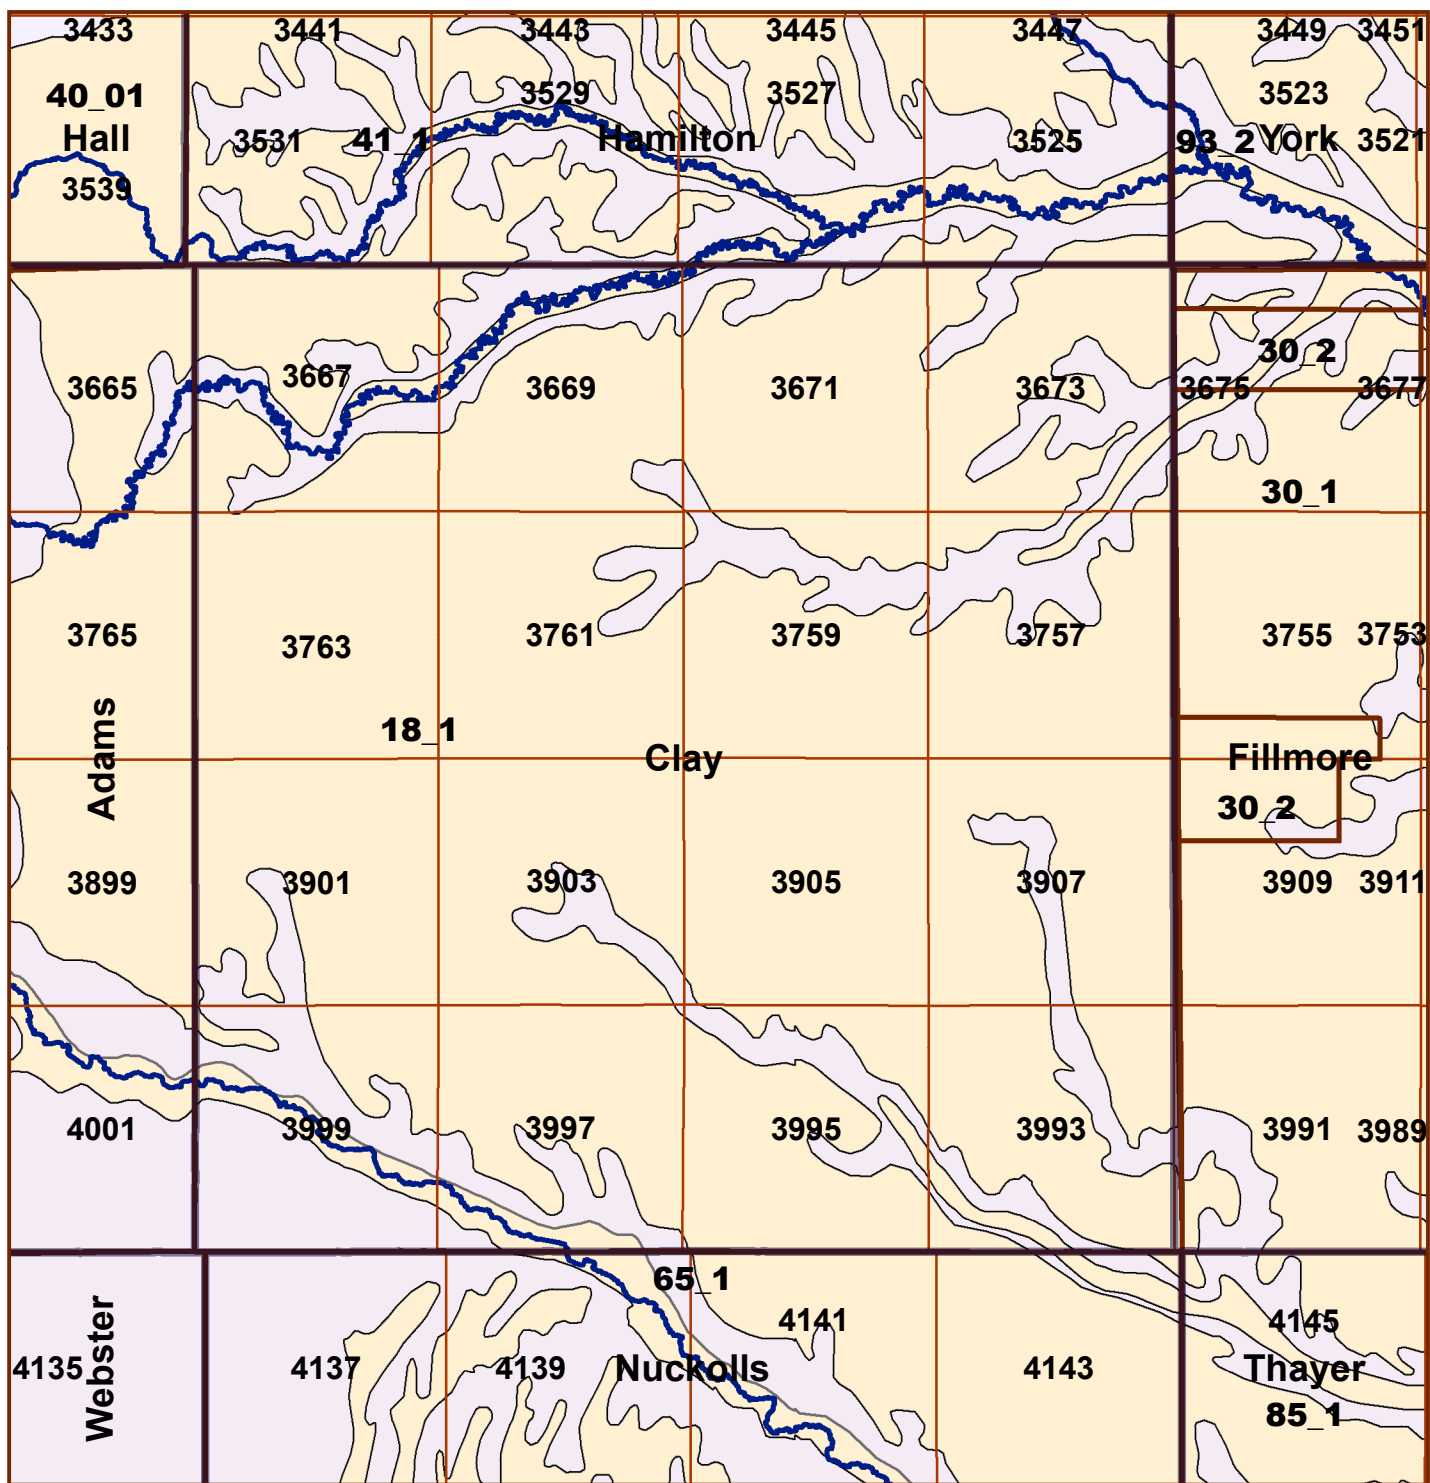 3433 3441 3443 3445 3447 3449 3451
40_01 3529 3527 3523
Hall 3531 41_1 Hamilton 3525 93_2 York 3521
3539
30_2
3665 3667 3669 3671 3673 3675 3677
30_1
3765 3763 3761 3759 3757 3755 3753
Adams 18_1 Clay Fillmore
30_2
3899 3901 3903 3905 3907 3909 3911
4001 3999 3997 3995 3993 3991 3989
65_1
4141 4145
Webster
4135 4137 4139 Nuckolls 4143 Thayer
85_1